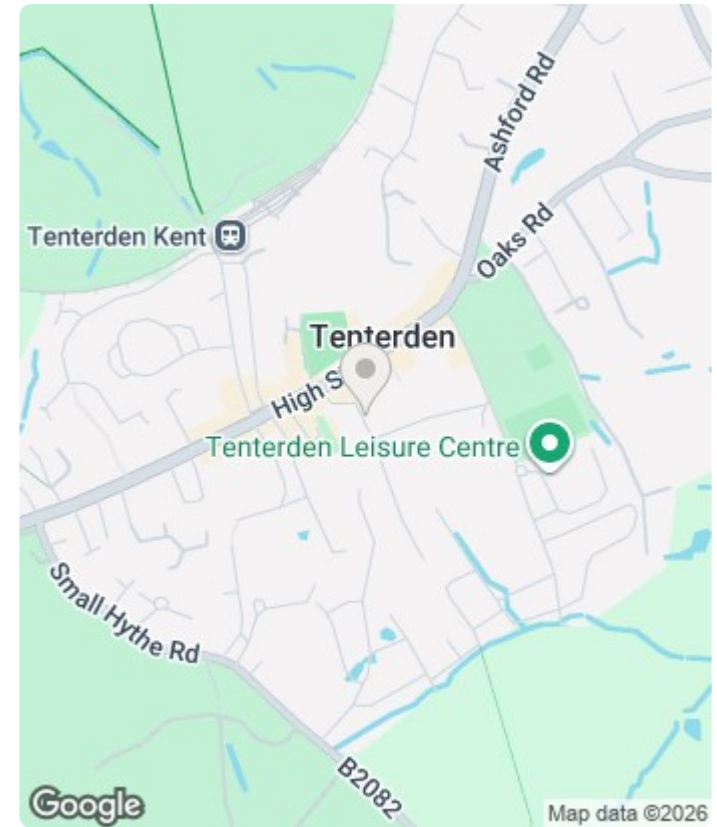 Ashford Rd
Oaks Rd
Tenterden Kent
Tenterden
High S
Tenterden Leisure Centre
Small Hythe Rd
B2082
Google
Map data ©2026